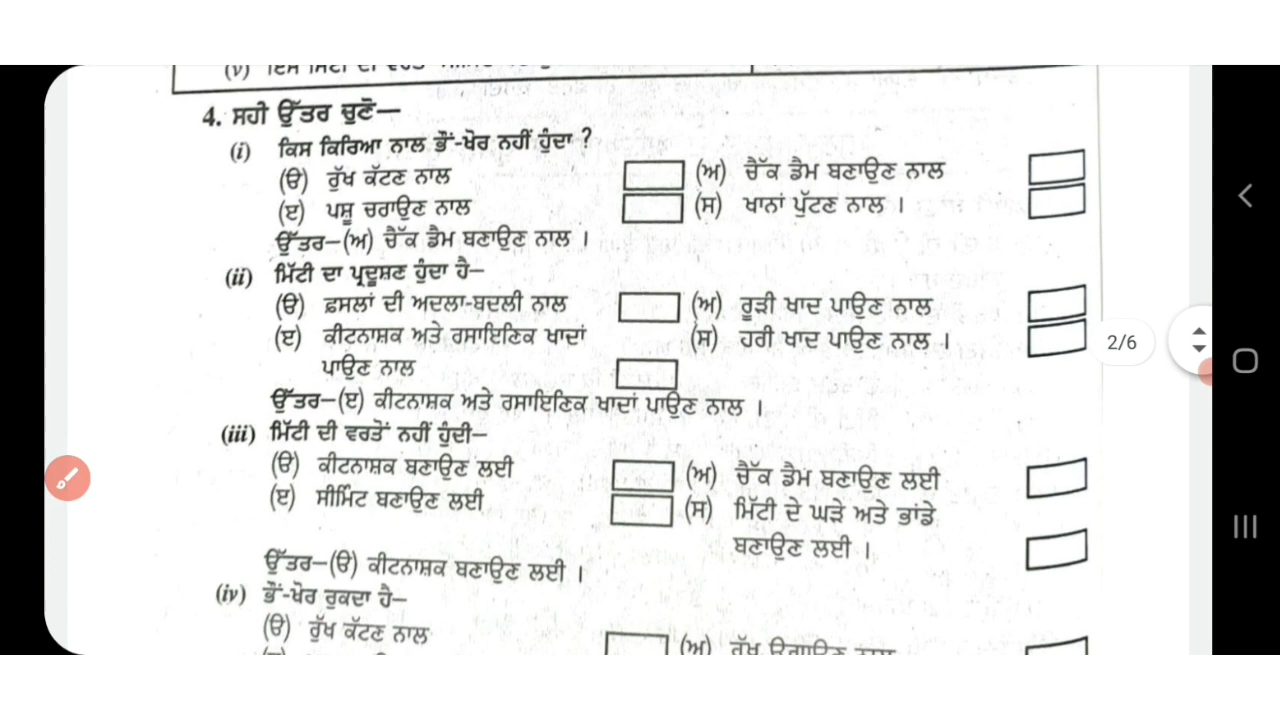 4. ਸਹੀ ਉੱਤਰ ਚੁਣੋ—
(i) ਕਿਸ ਕਿਰਿਆ ਨਾਲ ਭੌਂ-ਖੋਰ ਨਹੀਂ ਹੁੰਦਾ ?
(ੳ) ਰੁੱਖ ਕੱਟਣ ਨਾਲ (ਅ) ਚੈੱਕ ਡੈਮ ਬਣਾਉਣ ਨਾਲ
(ੲ) ਪਸ਼ੂ ਚਰਾਉਣ ਨਾਲ (ਸ) ਖਾਨਾਂ ਪੁੱਟਣ ਨਾਲ ।
ਉੱਤਰ—(ਅ) ਚੈੱਕ ਡੈਮ ਬਣਾਉਣ ਨਾਲ ।
(ii) ਮਿੱਟੀ ਦਾ ਪ੍ਰਦੂਸ਼ਣ ਹੁੰਦਾ ਹੈ—
(ੳ) ਫ਼ਸਲਾਂ ਦੀ ਅਦਲਾ-ਬਦਲੀ ਨਾਲ (ਅ) ਰੂੜੀ ਖਾਦ ਪਾਉਣ ਨਾਲ
(ੲ) ਕੀਟਨਾਸ਼ਕ ਅਤੇ ਰਸਾਇਣਿਕ ਖਾਦਾਂ (ਸ) ਹਰੀ ਖਾਦ ਪਾਉਣ ਨਾਲ ।
2/6
ਪਾਉਣ ਨਾਲ
ਉੱਤਰ—(ੲ) ਕੀਟਨਾਸ਼ਕ ਅਤੇ ਰਸਾਇਣਿਕ ਖਾਦਾਂ ਪਾਉਣ ਨਾਲ ।
(iii) ਮਿੱਟੀ ਦੀ ਵਰਤੋਂ ਨਹੀਂ ਹੁੰਦੀ—
(ੳ) ਕੀਟਨਾਸ਼ਕ ਬਣਾਉਣ ਲਈ (ਅ) ਚੈੱਕ ਡੈਮ ਬਣਾਉਣ ਲਈ
(ੲ) ਸੀਮਿੰਟ ਬਣਾਉਣ ਲਈ (ਸ) ਮਿੱਟੀ ਦੇ ਘੜੇ ਅਤੇ ਭਾਂਡੇ
ਬਣਾਉਣ ਲਈ ।
ਉੱਤਰ—(ੳ) ਕੀਟਨਾਸ਼ਕ ਬਣਾਉਣ ਲਈ ।
(iv) ਭੌਂ-ਖੋਰ ਰੁਕਦਾ ਹੈ—
(ੳ) ਰੁੱਖ ਕੱਟਣ ਨਾਲ (ਅ) ਰੁੱਖ ਉਗਾਉਣ ਨਾਲ